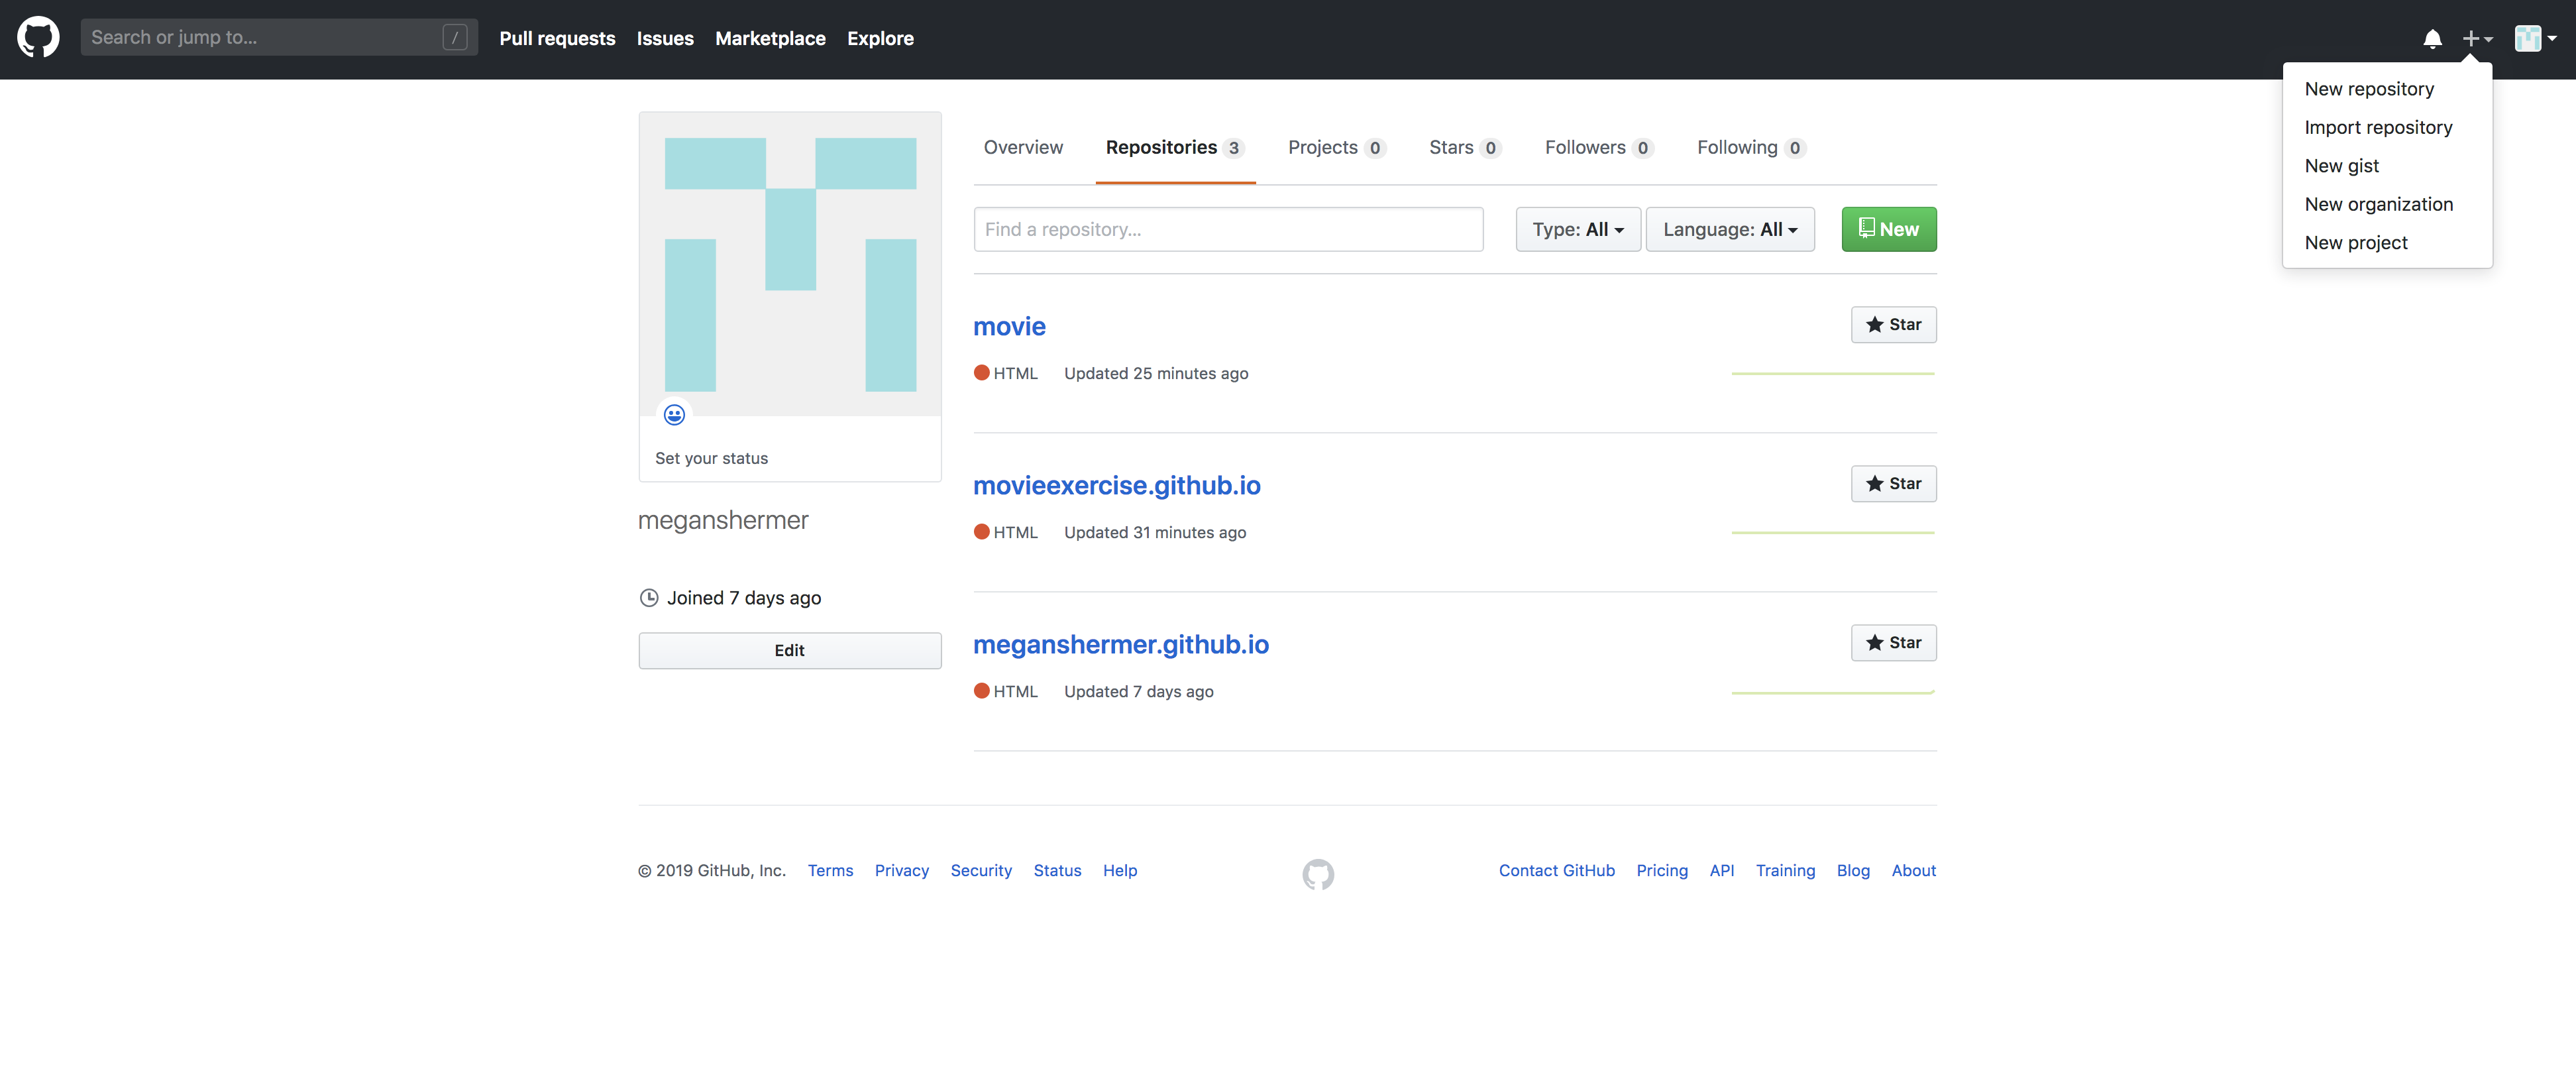 Search or jump to... /
Pull requests Issues Marketplace Explore
New repository
Import repository
New gist
New organization
New project
Overview Repositories 3 Projects 0 Stars 0 Followers 0 Following 0
Find a repository... Type: All Language: All New
movie Star
HTML Updated 25 minutes ago
Set your status
movieexercise.github.io Star
HTML Updated 31 minutes ago
meganshermer
Joined 7 days ago
Edit
meganshermer.github.io Star
HTML Updated 7 days ago
© 2019 GitHub, Inc. Terms Privacy Security Status Help Contact GitHub Pricing API Training Blog About